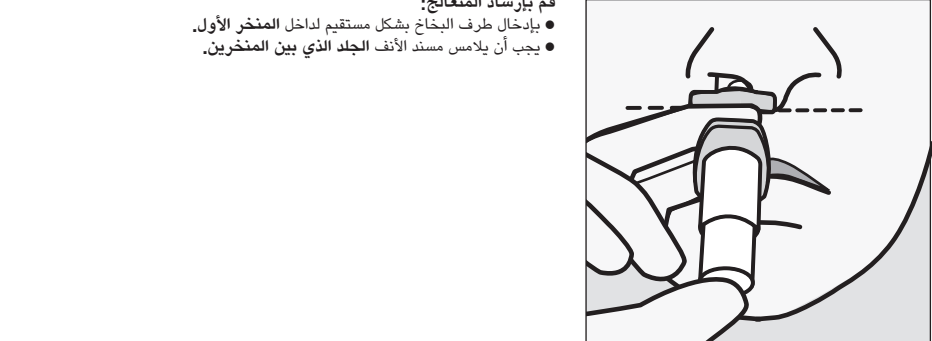 قم بإرشاد المتعالج:
● بإدخال طرف البخاخ بشكل مستقيم لداخل المنخر الأول.
● يجب أن يلامس مسند الأنف الجلد الذي بين المنخرين.